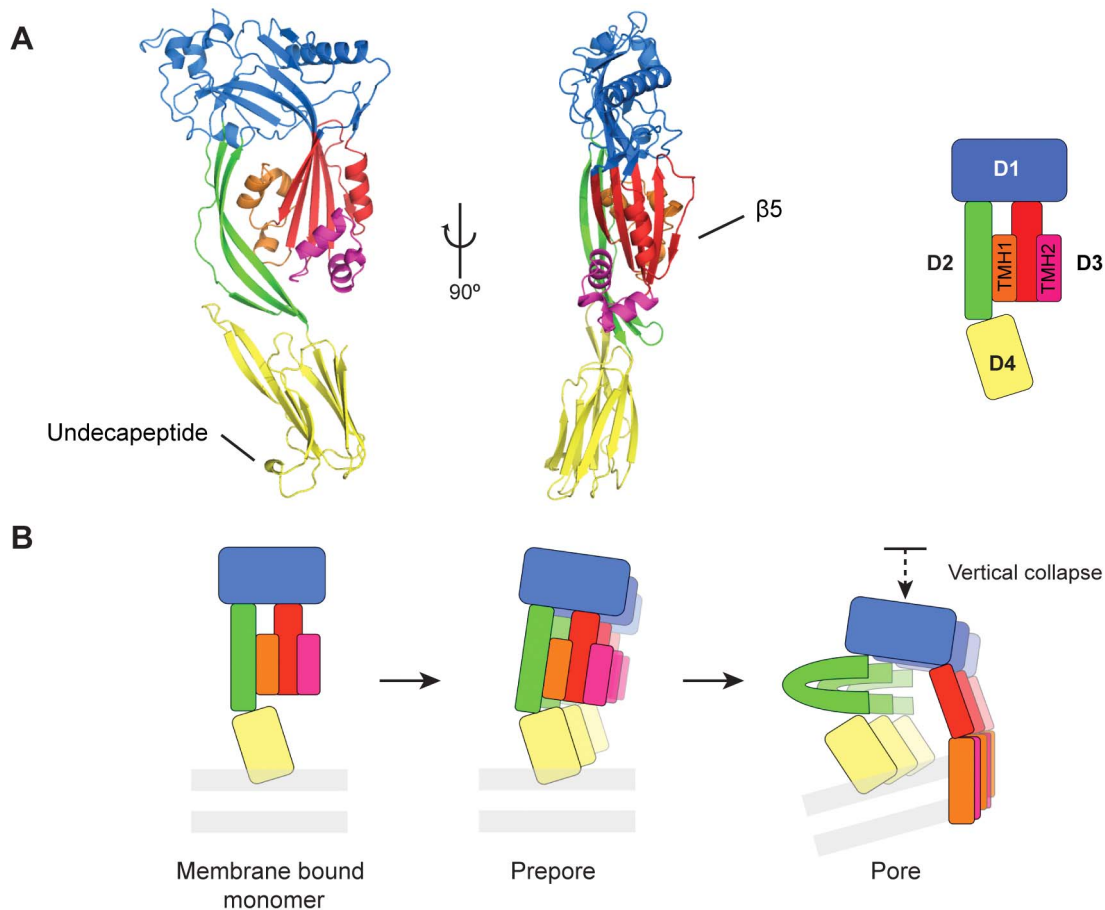 A
Undecapeptide
90º
β5
D1
D2
TMH1
TMH2
D3
D4
B
Vertical collapse
Membrane bound
monomer
Prepore
Pore